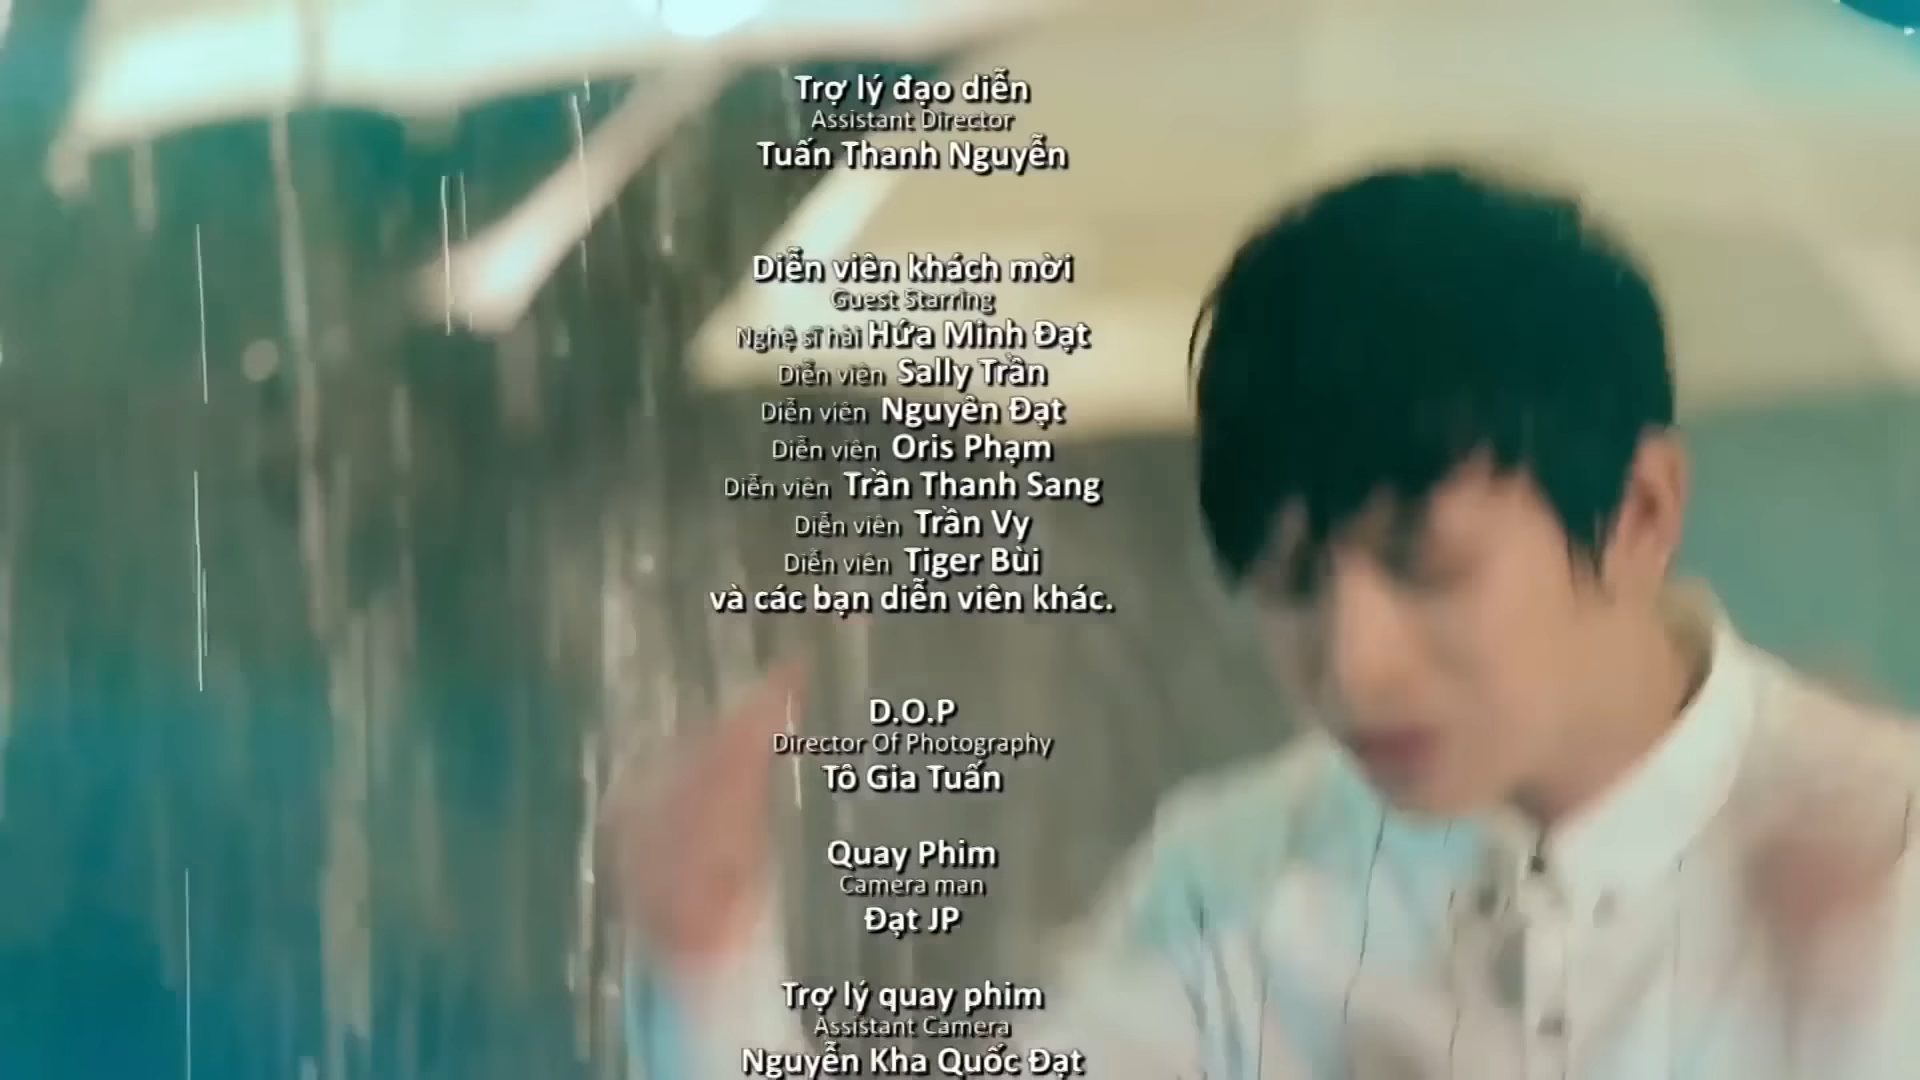 Trợ lý đạo diễn
Assistant Director
Tuấn Thanh Nguyễn
Diễn viên khách mời
Guest Starring
Nghệ sĩ hài Hứa Minh Đạt
Diễn viên Sally Trần
Diễn viên Nguyên Đạt
Diễn viên Oris Phạm
Diễn viên Trần Thanh Sang
Diễn viên Trần Vy
Diễn viên Tiger Bùi
và các bạn diễn viên khác.
D.O.P
Director Of Photography
Tô Gia Tuấn
Quay Phim
Camera man
Đạt JP
Trợ lý quay phim
Assistant Camera
Nguyễn Kha Quốc Đạt